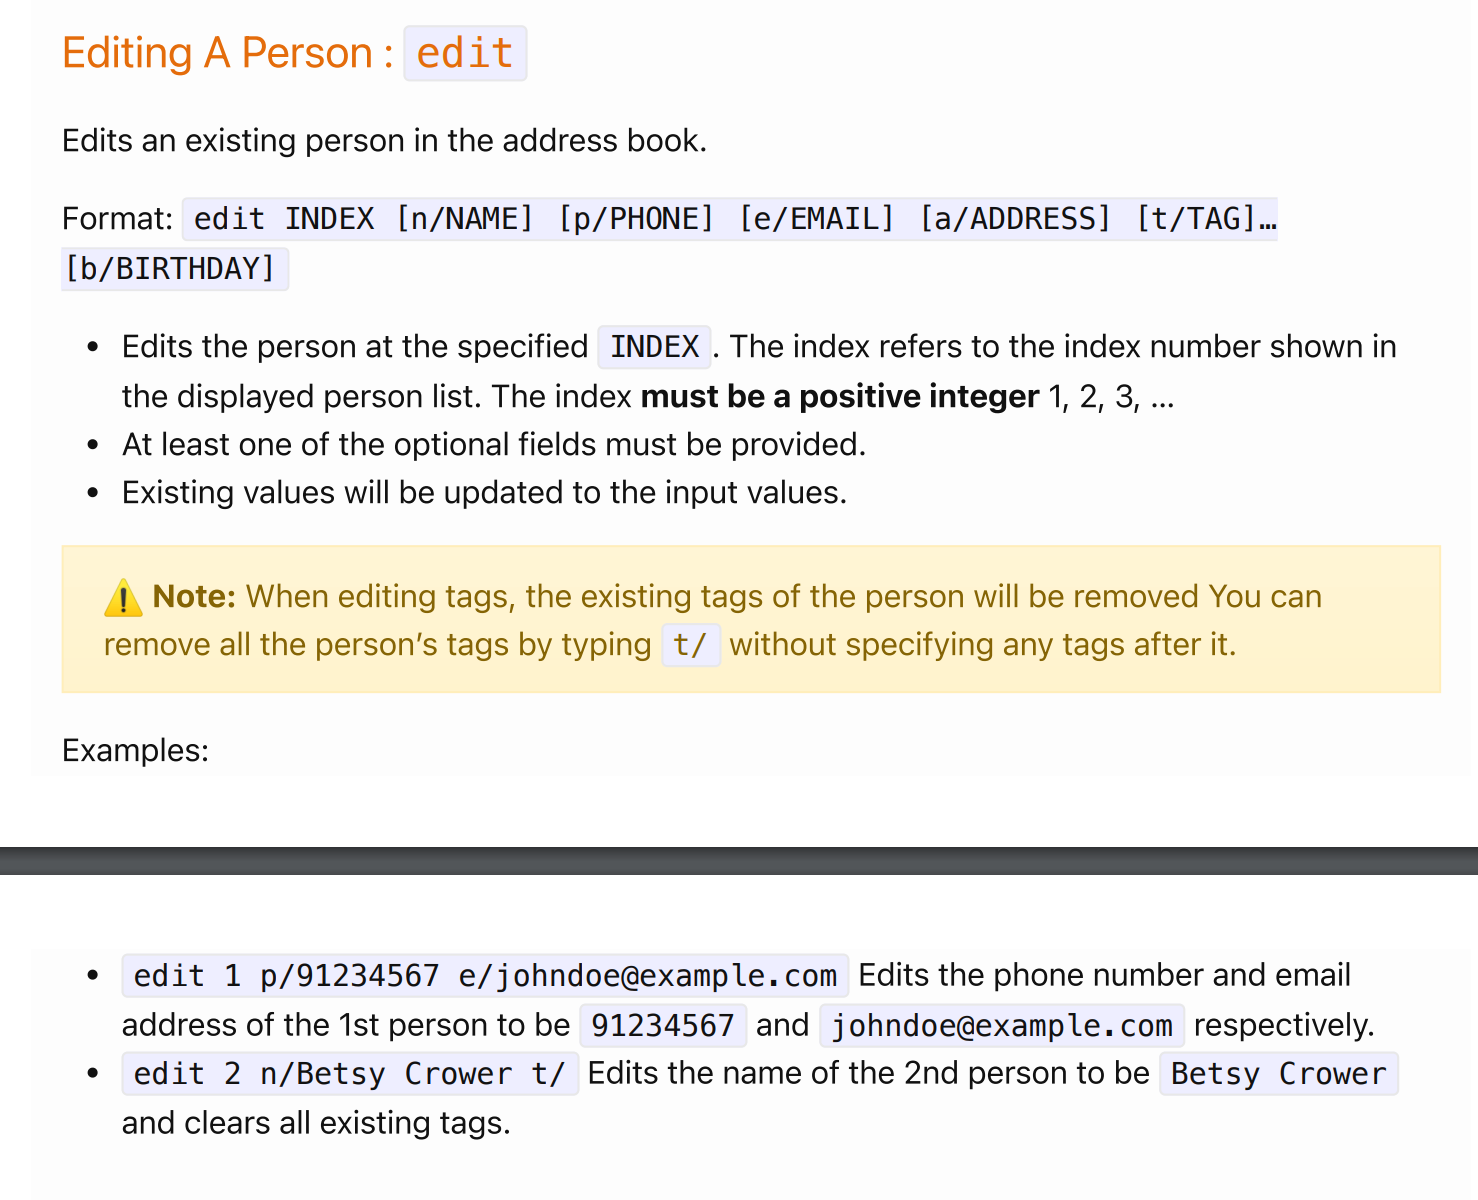 Editing A Person : edit
Edits an existing person in the address book.
Format: edit INDEX [n/NAME] [p/PHONE] [e/EMAIL] [a/ADDRESS] [t/TAG]…
[b/BIRTHDAY]
• Edits the person at the specified INDEX . The index refers to the index number shown in
the displayed person list. The index must be a positive integer 1, 2, 3, …
• At least one of the optional fields must be provided.
• Existing values will be updated to the input values.
⚠️ Note: When editing tags, the existing tags of the person will be removed You can
remove all the person’s tags by typing t/ without specifying any tags after it.
Examples:
• edit 1 p/91234567 e/johndoe@example.com Edits the phone number and email
address of the 1st person to be 91234567 and johndoe@example.com respectively.
• edit 2 n/Betsy Crower t/ Edits the name of the 2nd person to be Betsy Crower
and clears all existing tags.